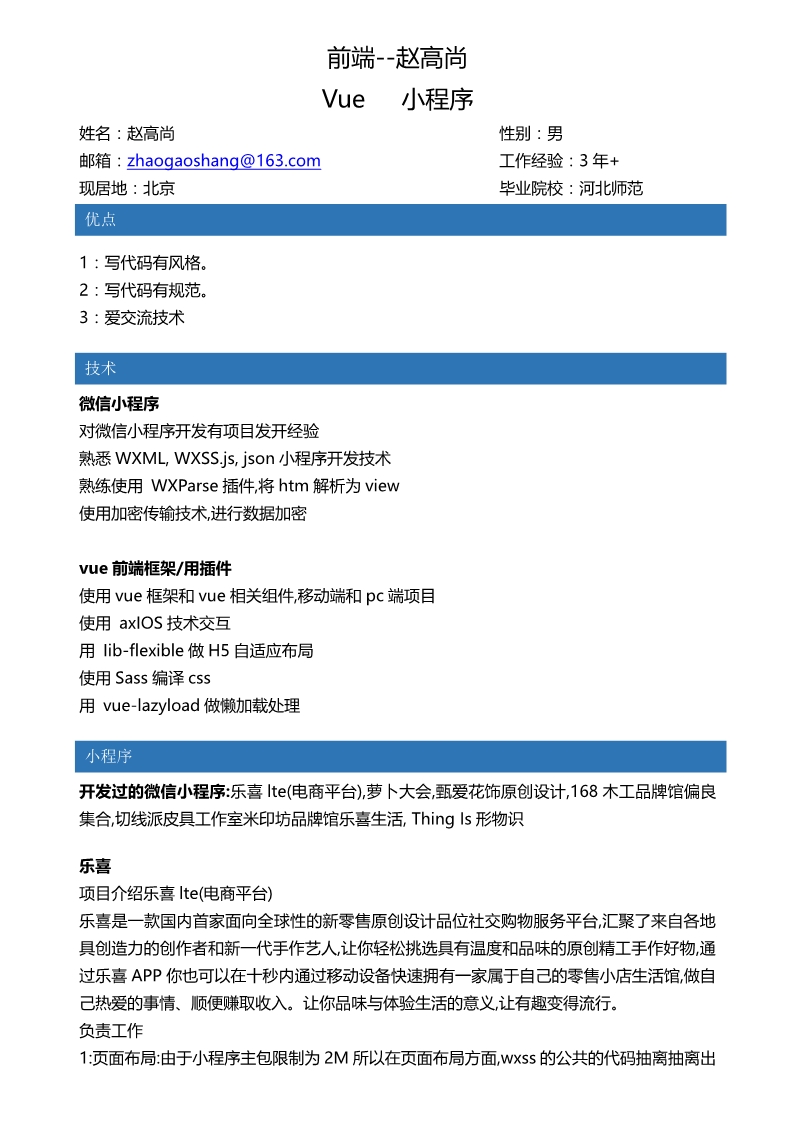 前端--赵高尚
Vue 小程序
姓名：赵高尚 性别：男
邮箱：zhaogaoshang@163.com 工作经验：3 年+
现居地：北京 毕业院校：河北师范
优点
1：写代码有风格。
2：写代码有规范。
3：爱交流技术
技术
微信小程序
对微信小程序开发有项目发开经验
熟悉 WXML, WXSS.js, json 小程序开发技术
熟练使用 WXParse 插件,将 htm 解析为 view
使用加密传输技术,进行数据加密
vue 前端框架/用插件
使用 vue 框架和 vue 相关组件,移动端和 pc 端项目
使用 axIOS 技术交互
用 lib-flexible 做 H5 自适应布局
使用 Sass 编译 css
用 vue-lazyload 做懒加载处理
小程序
开发过的微信小程序:乐喜 lte(电商平台),萝卜大会,甄爱花饰原创设计,168 木工品牌馆偏良
集合,切线派皮具工作室米印坊品牌馆乐喜生活, Thing Is 形物识
乐喜
项目介绍乐喜 lte(电商平台)
乐喜是一款国内首家面向全球性的新零售原创设计品位社交购物服务平台,汇聚了来自各地
具创造力的创作者和新一代手作艺人,让你轻松挑选具有温度和品味的原创精工手作好物,通
过乐喜 APP 你也可以在十秒内通过移动设备快速拥有一家属于自己的零售小店生活馆,做自
己热爱的事情、顺便赚取收入。让你品味与体验生活的意义,让有趣变得流行。
负责工作
1:页面布局:由于小程序主包限制为 2M 所以在页面布局方面,wxss 的公共的代码抽离抽离出